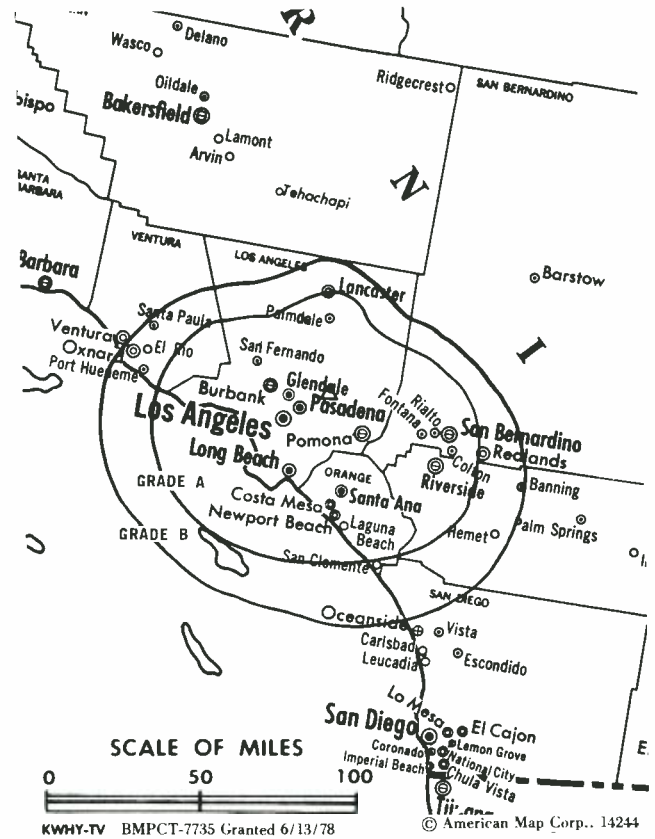 Delano
Wasco
R
Ridgecrest
SAN BERNARDINO
Oildale
Bakersfield
bispo
Lamont
Arvin
N
Tehachapi
SANTA
BARBARA
VENTURA
LOS ANGELES
Barbara
Lancaster
Barstow
Santa Paula
Palmdale
Ventura
Oxnard
El Rio
Port Hueneme
San Fernando
I
Burbank
Glendale
Pasadena
Los Angeles
Fontana
Rialto
San Bernardino
Pomona
Colton
Redlands
Long Beach
Riverside
ORANGE
GRADE A
Santa Ana
Banning
Costa Mesa
Newport Beach
Laguna
Beach
GRADE B
Hemet
Palm Springs
San Clemente
SAN DIEGO
Oceanside
Vista
Carlsbad
Leucadia
Escondido
La Mesa
San Diego
El Cajon
Lemon Grove
Coronado
National City
Imperial Beach
Chula Vista
SCALE OF MILES
0 50 100
KWHY-TV BMPCT-7735 Granted 6/13/78
© American Map Corp., 14244